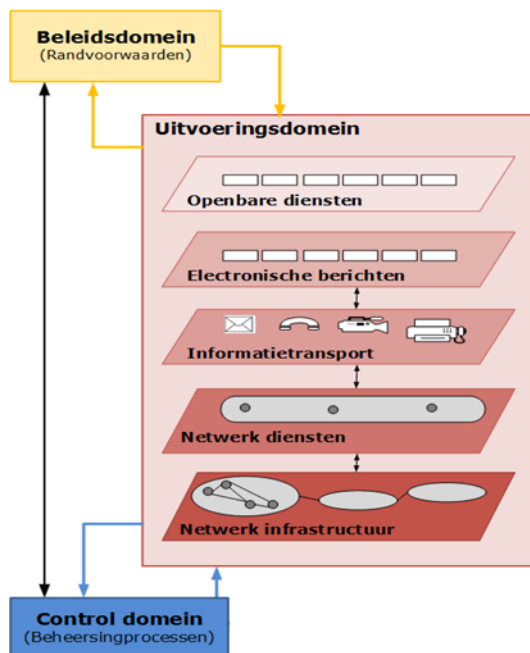 Beleidsdomein
(Randvoorwaarden)
Uitvoeringsdomein
Openbare diensten
Electronische berichten
Informatietransport
Netwerk diensten
Netwerk infrastructuur
Control domein
(Beheersingprocessen)